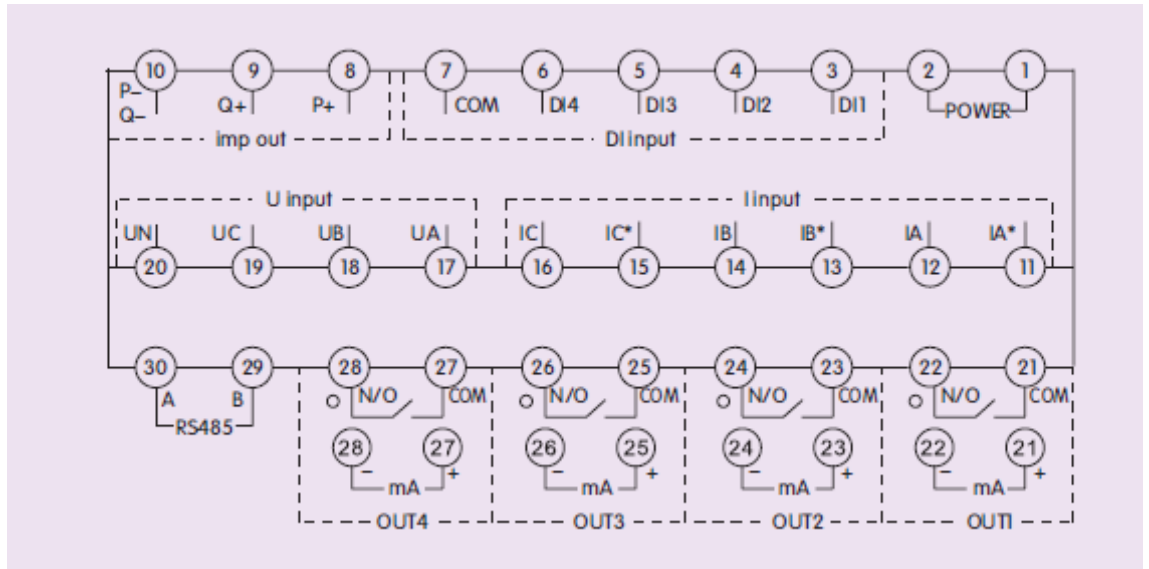 10 9 8 7 6 5 4 3 2 1
P− Q+ P+ COM DI4 DI3 DI2 DI1 POWER
Q−
imp out DI input
U input I input
UN UC UB UA IC IC* IB IB* IA IA*
20 19 18 17 16 15 14 13 12 11
30 29 28 27 26 25 24 23 22 21
A B N/O COM N/O COM N/O COM N/O COM
RS485
28 27 26 25 24 23 22 21
− + − + − + − +
mA mA mA mA
OUT4 OUT3 OUT2 OUT1